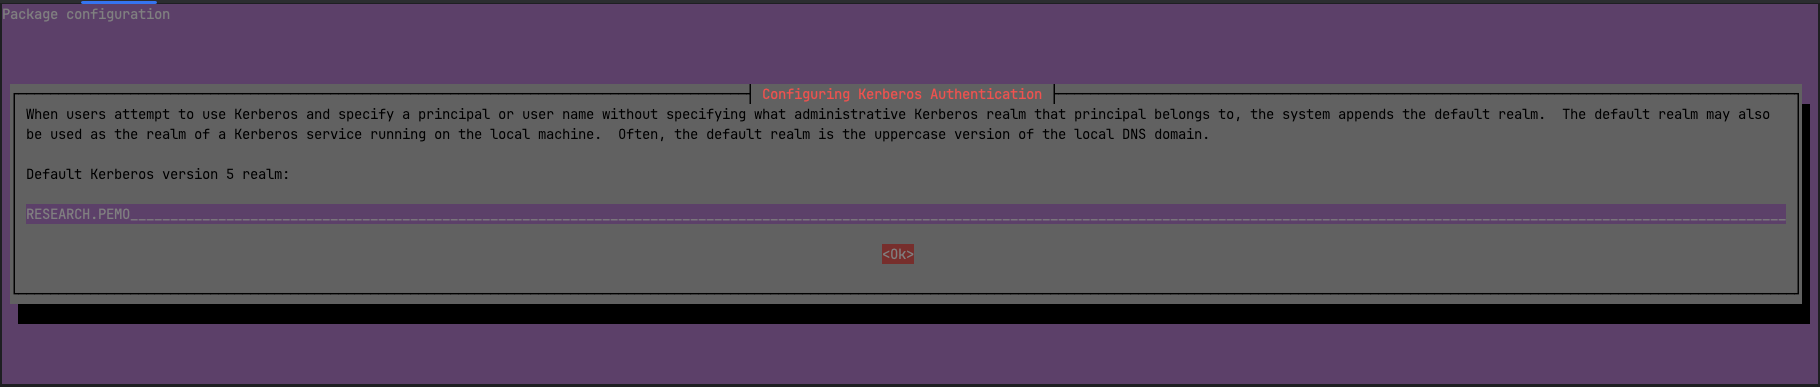 Package configuration
Configuring Kerberos Authentication
When users attempt to use Kerberos and specify a principal or user name without specifying what administrative Kerberos realm that principal belongs to, the system appends the default realm.  The default realm may also
be used as the realm of a Kerberos service running on the local machine.  Often, the default realm is the uppercase version of the local DNS domain.
Default Kerberos version 5 realm:
RESEARCH.PEMO
<Ok>